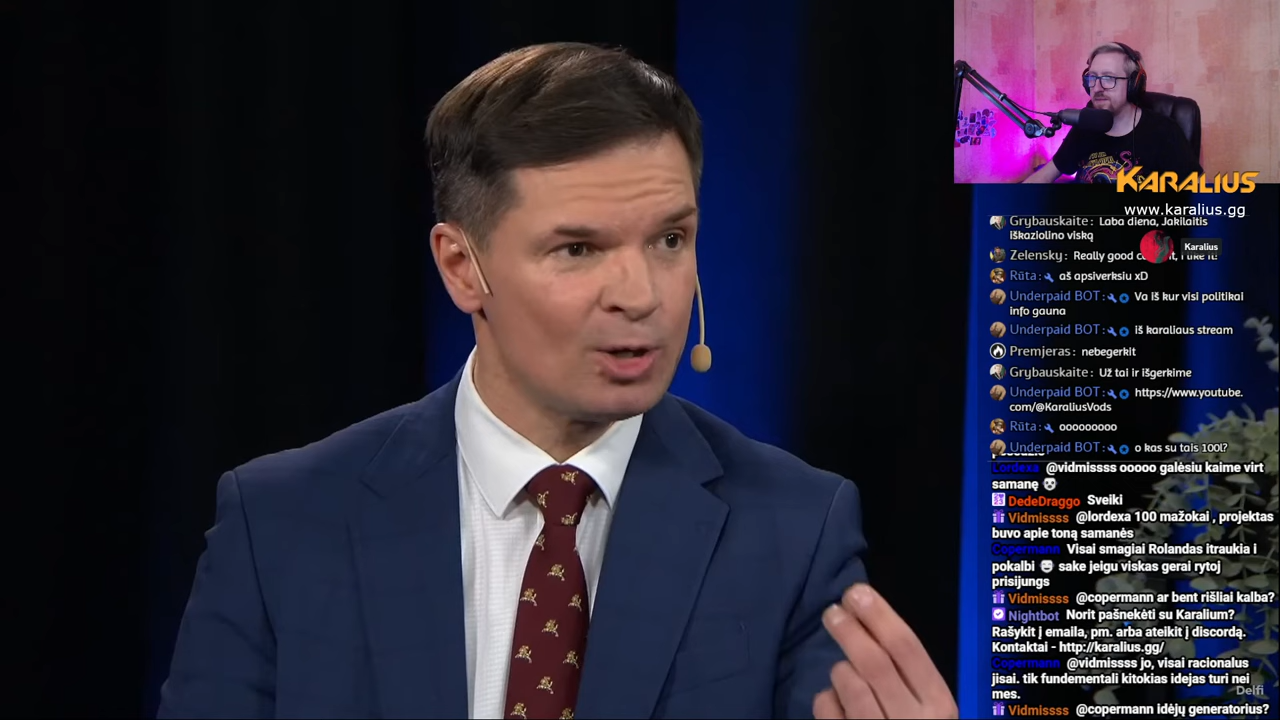 KARALIUS
www.karalius.gg
Grybauskaite: Laba diena, Jakilaitis
iškaziolino viską
Karalius
Zelensky: Really good t, I like it!
Rūta: aš apsiverksiu xD
Underpaid BOT: Va iš kur visi politikai
info gauna
Underpaid BOT: iš karaliaus stream
Premjeras: nebegerkit
Grybauskaite: Už tai ir išgerkime
Underpaid BOT: https://www.youtube.
com/@KaraliusVods
Rūta: ooooooooo
Underpaid BOT: o kas su tais 100l?
Lordexa @vidmissss ooooo galėsiu kaime virt
samanę
DedeDraggo Sveiki
Vidmissss @lordexa 100 mažokai , projektas
buvo apie toną samanės
Copermann Visai smagiai Rolandas itraukia i
pokalbi sake jeigu viskas gerai rytoj
prisijungs
Vidmissss @copermann ar bent rišliai kalba?
Nightbot Norit pašnekėti su Karalium?
Rašykit į emaila, pm. arba ateikit į discordą.
Kontaktai - http://karalius.gg/
Copermann @vidmissss jo, visai racionalus
jisai. tik fundementali kitokias idejas turi nei
mes.
Delfi
Vidmissss @copermann idėjų generatorius?